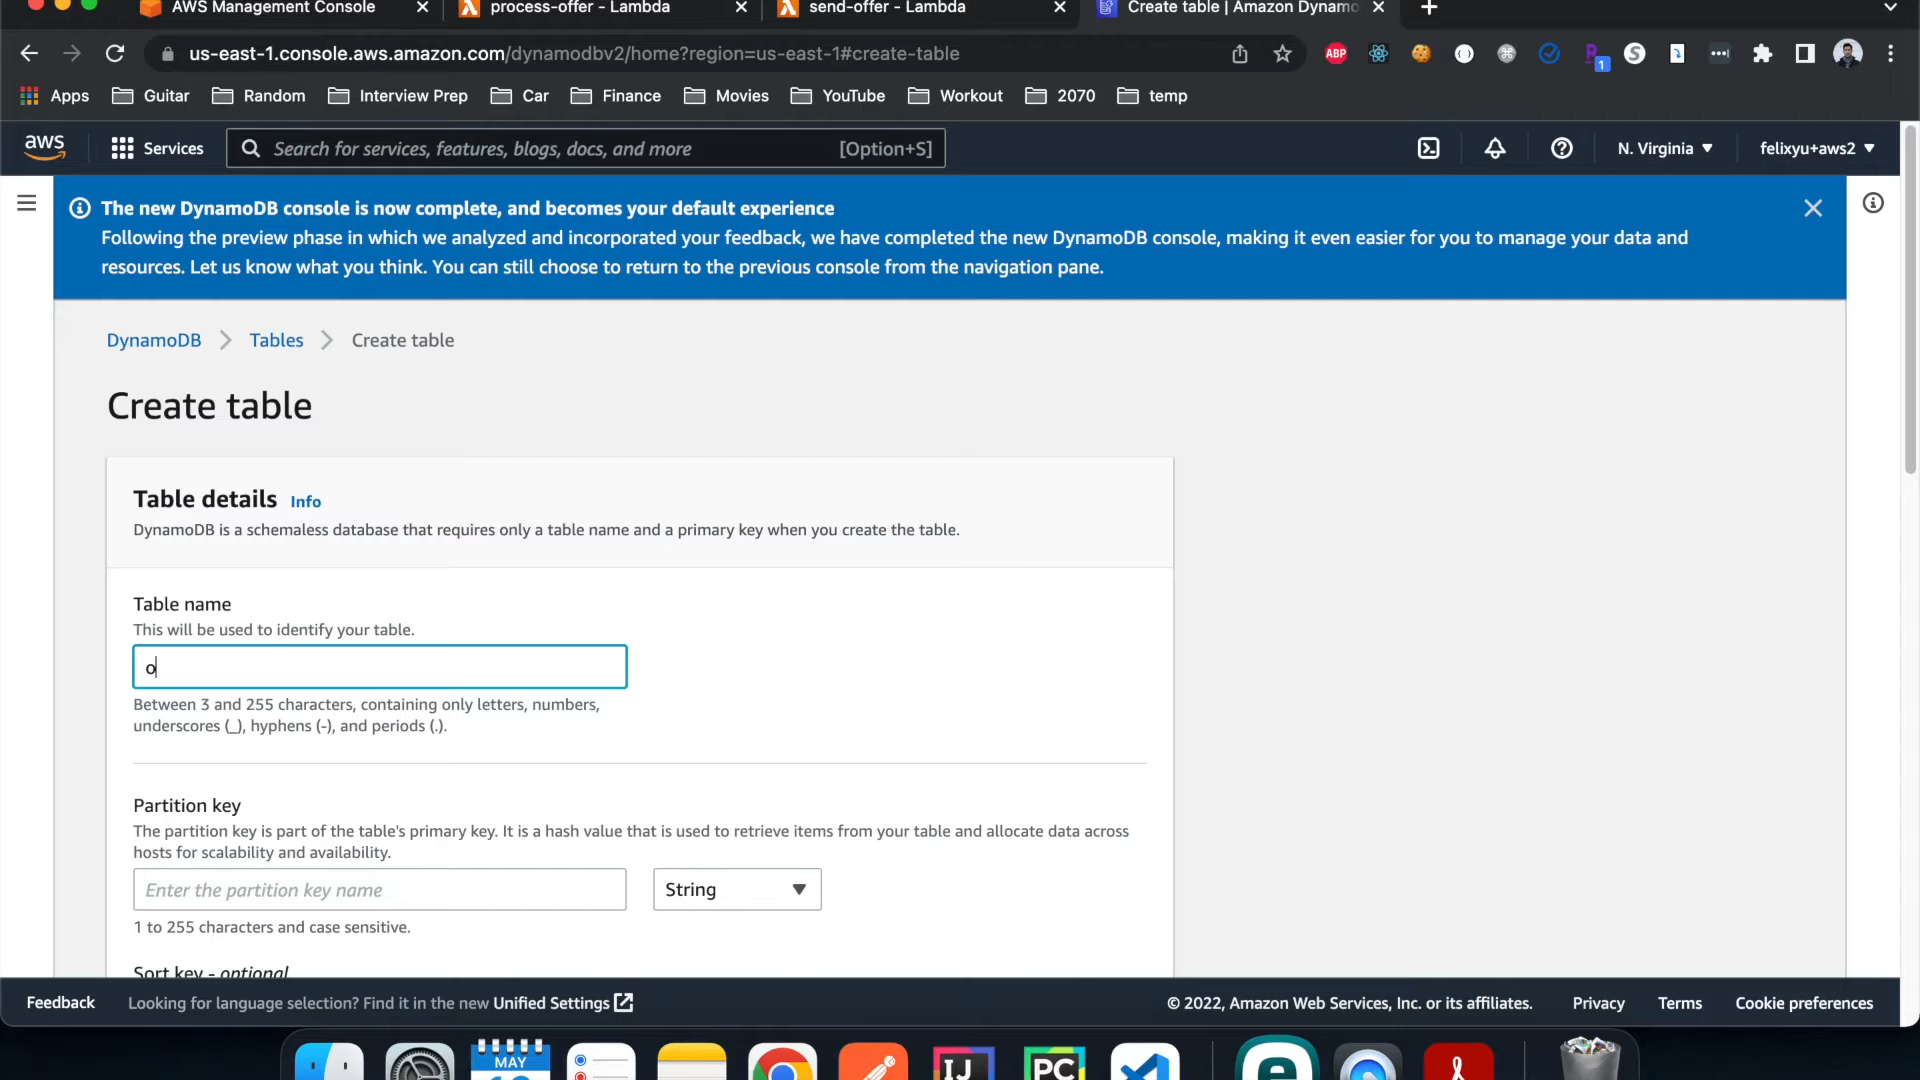 AWS Management Console
process-offer - Lambda
send-offer - Lambda
Create table | Amazon Dynamo
us-east-1.console.aws.amazon.com/dynamodbv2/home?region=us-east-1#create-table
ABP
1
Apps
Guitar
Random
Interview Prep
Car
Finance
Movies
YouTube
Workout
2070
temp
aws
Services
Search for services, features, blogs, docs, and more
[Option+S]
N. Virginia
felixyu+aws2
The new DynamoDB console is now complete, and becomes your default experience
Following the preview phase in which we analyzed and incorporated your feedback, we have completed the new DynamoDB console, making it even easier for you to manage your data and
resources. Let us know what you think. You can still choose to return to the previous console from the navigation pane.
DynamoDB
Tables
Create table
Create table
Table details Info
DynamoDB is a schemaless database that requires only a table name and a primary key when you create the table.
Table name
This will be used to identify your table.
o
Between 3 and 255 characters, containing only letters, numbers,
underscores (_), hyphens (-), and periods (.).
Partition key
The partition key is part of the table's primary key. It is a hash value that is used to retrieve items from your table and allocate data across
hosts for scalability and availability.
Enter the partition key name
String
1 to 255 characters and case sensitive.
Sort key - optional
Feedback
Looking for language selection? Find it in the new Unified Settings
© 2022, Amazon Web Services, Inc. or its affiliates.
Privacy
Terms
Cookie preferences
MAY
IJ
PC